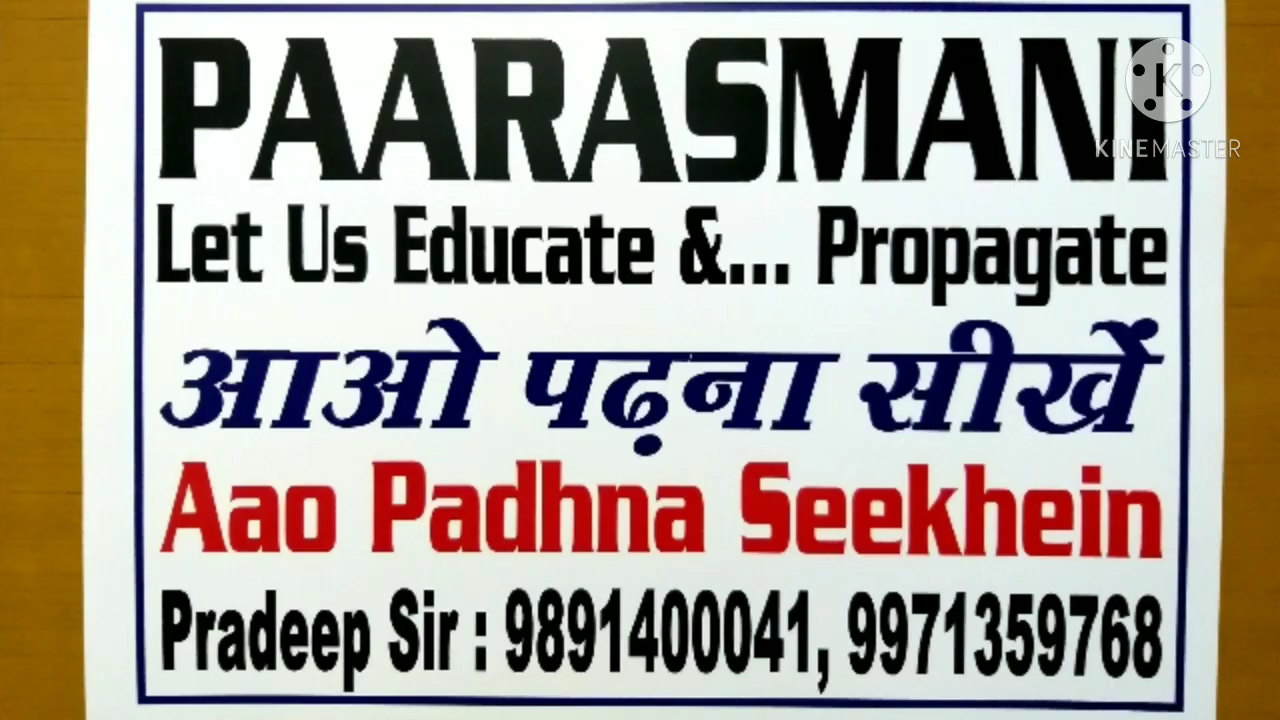 PAARASMANI
KINEMASTER
Let Us Educate &... Propagate
आओ पढ़ना सीखें
Aao Padhna Seekhein
Pradeep Sir : 9891400041, 9971359768